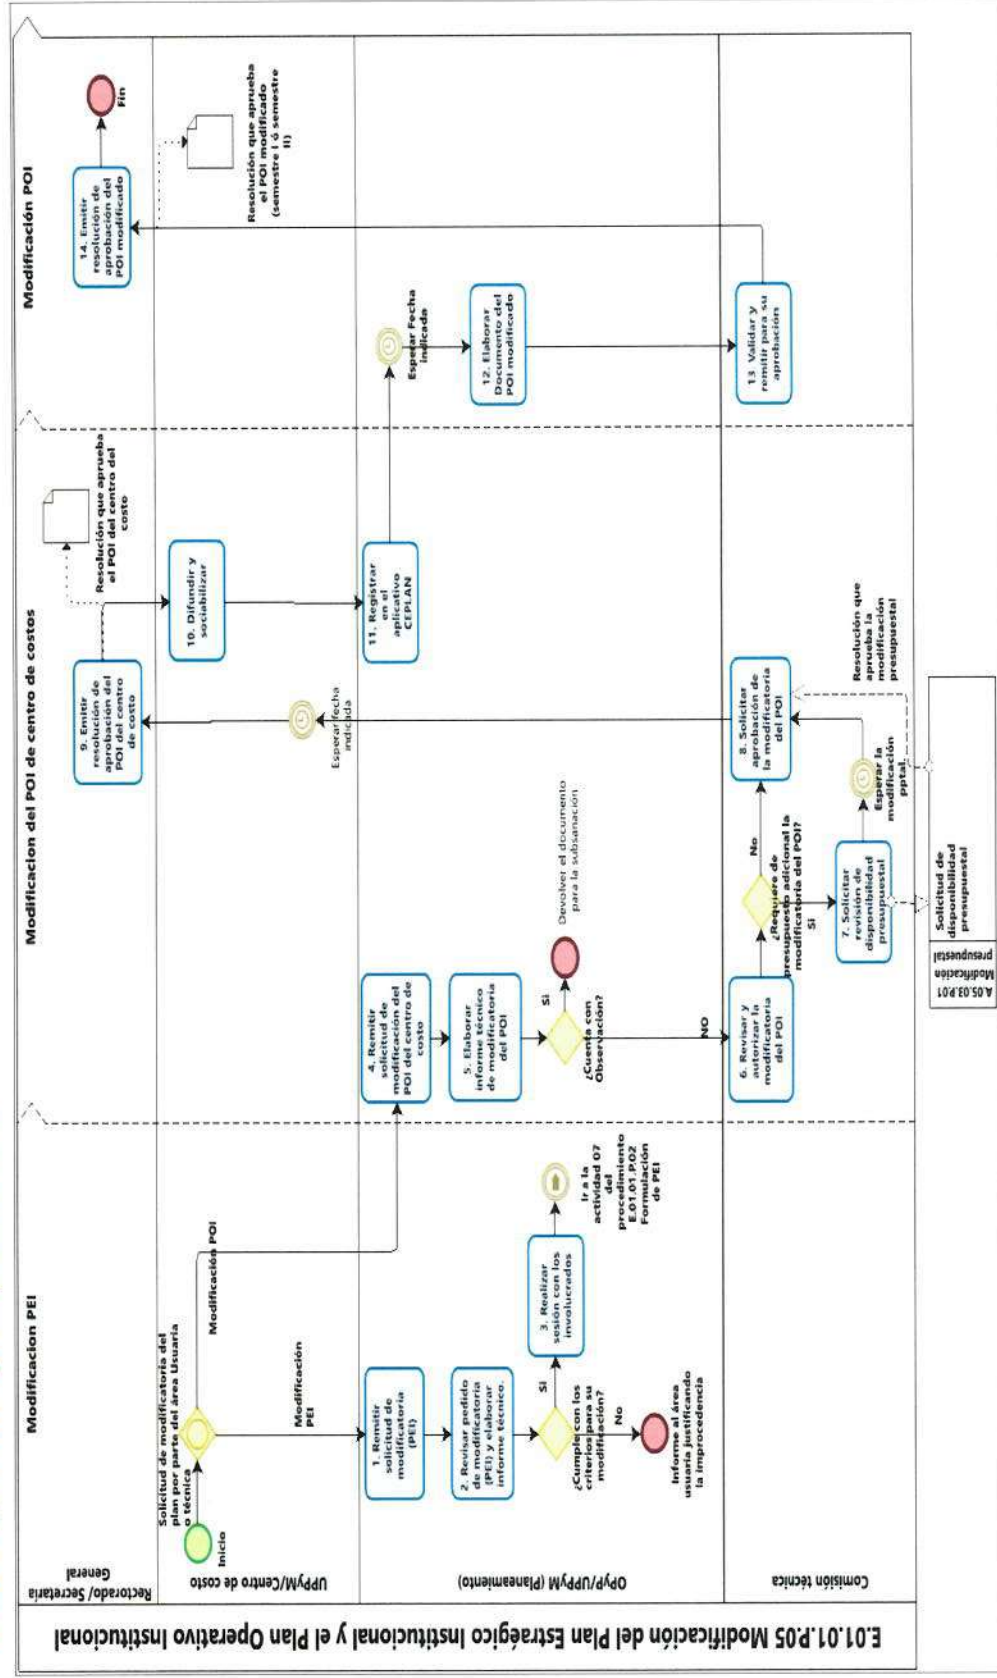 E.01.01.P.05 Modificación del Plan Estraégico Institucional y el Plan Operativo Institucional
Modificacion PEI
Modificacion del POI de centro de costos
Modificación POI
Rectorado/ Secretaria
General
UPPyM/Centro de costo
OPyP/UPPyM (Planeamiento)
Comisión técnica
Inicio
Solicitud de modificatoria del
plan por parte del área Usuaria
o técnica
Modificación POI
Modificación
PEI
1. Remitir
solicitud de
modificatoria
(PEI)
2. Revisar pedido
de modificatoria
(PEI) y elaborar
informe técnico.
¿Cumple con los
criterios para su
modificación?
Si
No
Informe al área
usuaria justificando
la improcedencia
3. Realizar
sesión con los
involucrados
Ir a la
actividad 07
del
procedimiento
E.01.01.P.02
Formulación
de PEI
4. Remitir
solicitud de
modificación del
POI del centro de
costo
5. Elaborar
informe técnico
de modificatoria
del POI
¿Cuenta con
Observación?
Si
Devolver el documento
para la subsanación
NO
6. Revisar y
autorizar la
modificatoria
del POI
¿Requiere de
presupuesto adicional la
modificatoria del POI?
No
Si
7. Solicitar
revisión de
disponibilidad
presupuestal
Esperar la
modificación
pptal.
8. Solicitar
aprobación de
la modificatoria
del POI
Resolución que
aprueba la
modificación
presupuestal
A.05.03.P.01
Modificación
presupuestal
Solicitud de
disponibilidad
presupuestal
Esperar fecha
indicada
9. Emitir
resolución de
aprobación del
POI del centro
de costo
Resolución que aprueba
el POI del centro del
costo
10. Difundir y
sociabilizar
11. Registrar
en el
aplicativo
CEPLAN
Esperar Fecha
indicada
12. Elaborar
Documento del
POI modificado
13 Validar y
remitir para su
aprobación
14. Emitir
resolución de
aprobación del
POI modificado
Fin
Resolución que aprueba
el POI modificado
(semestre I ó semestre
II)